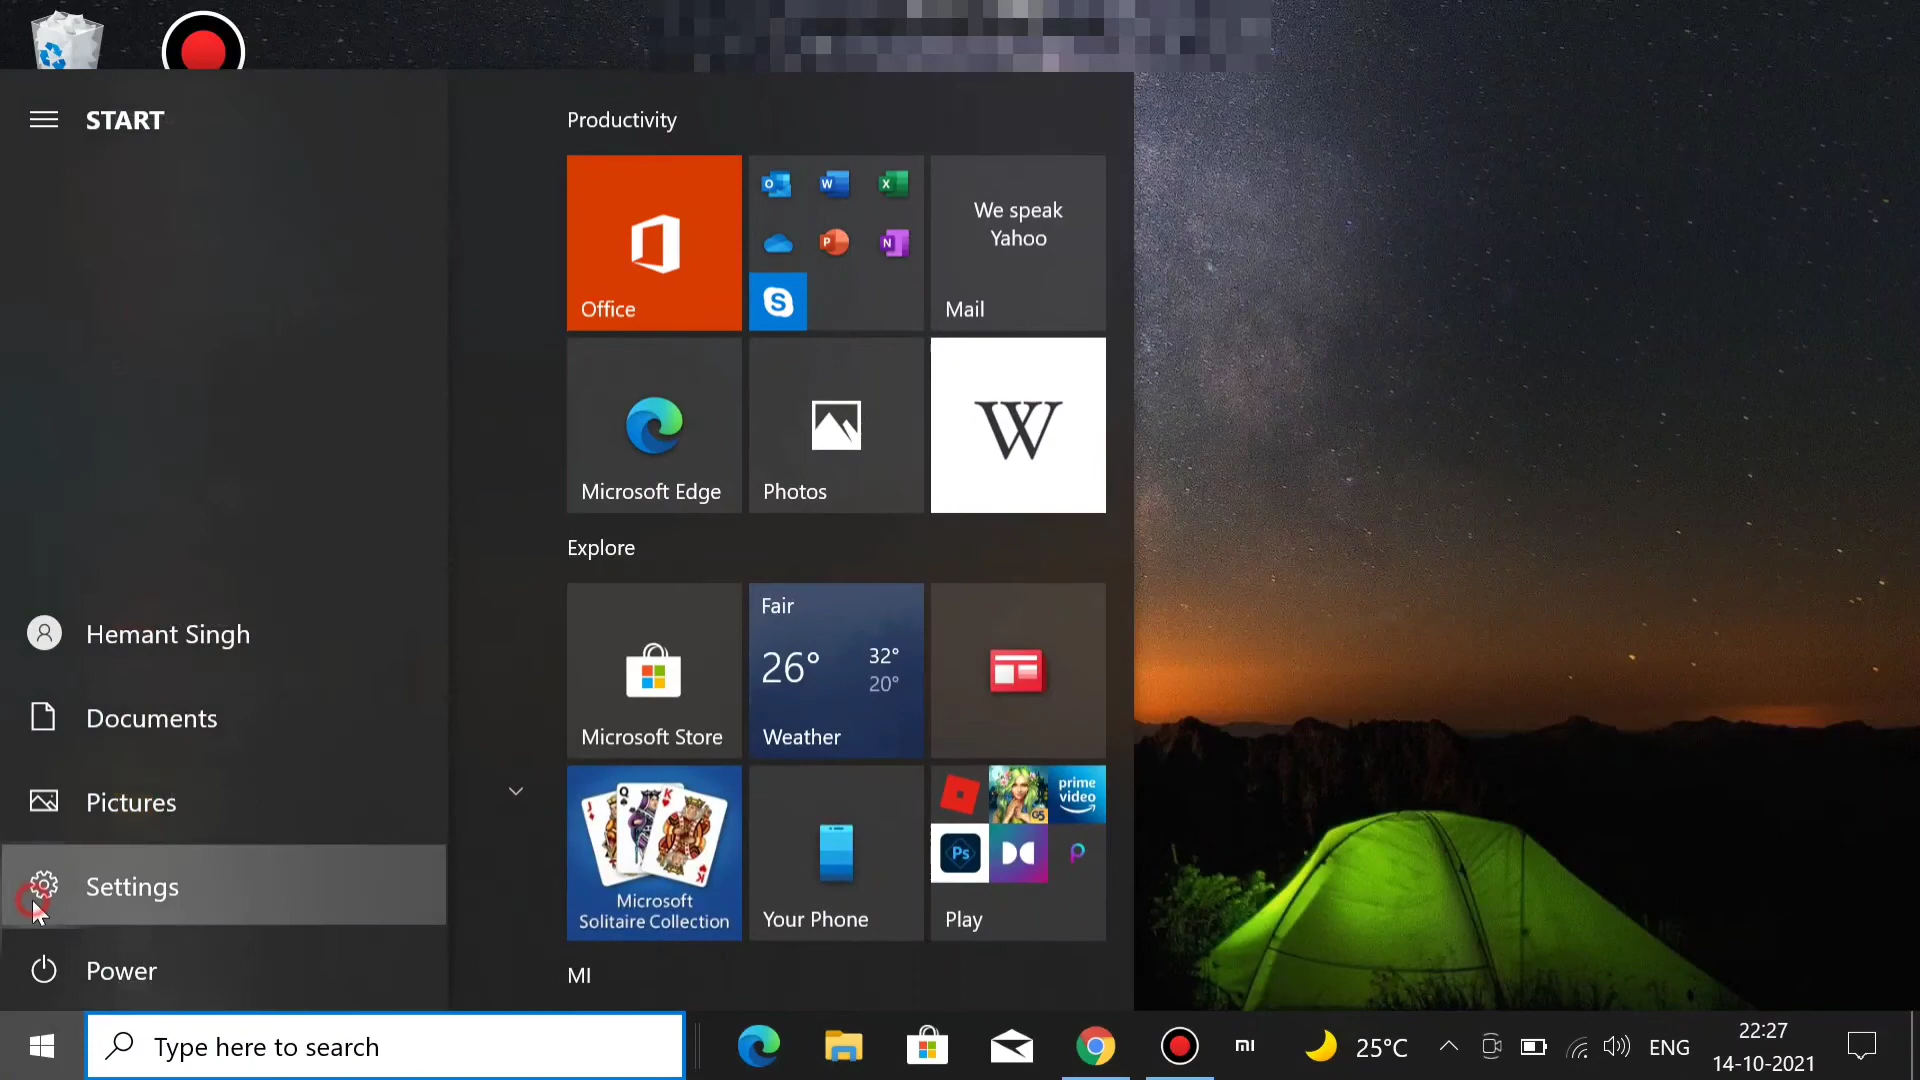 START
Productivity
We speak
Yahoo
Office
Mail
Microsoft Edge
Photos
W
Explore
Hemant Singh
Documents
Pictures
Settings
Power
Fair
26°
32°
20°
Microsoft Store
Weather
Microsoft
Solitaire Collection
Your Phone
prime
video
Ps
Play
MI
Type here to search
25°C
ENG
22:27
14-10-2021